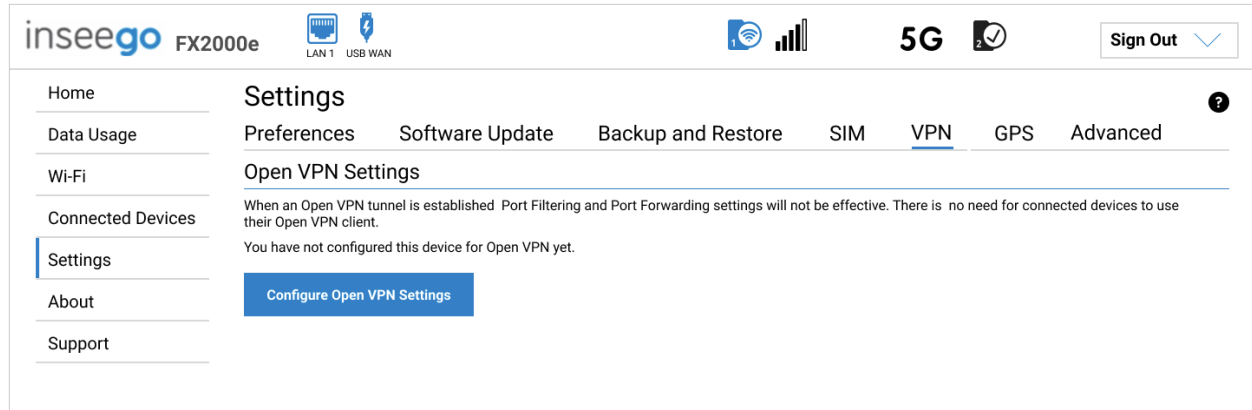 inseego FX2000e
LAN 1 USB WAN
1
5G
2
Sign Out
Home
Data Usage
Wi-Fi
Connected Devices
Settings
About
Support
Settings
?
Preferences Software Update Backup and Restore SIM VPN GPS Advanced
Open VPN Settings
When an Open VPN tunnel is established Port Filtering and Port Forwarding settings will not be effective. There is no need for connected devices to use
their Open VPN client.
You have not configured this device for Open VPN yet.
Configure Open VPN Settings